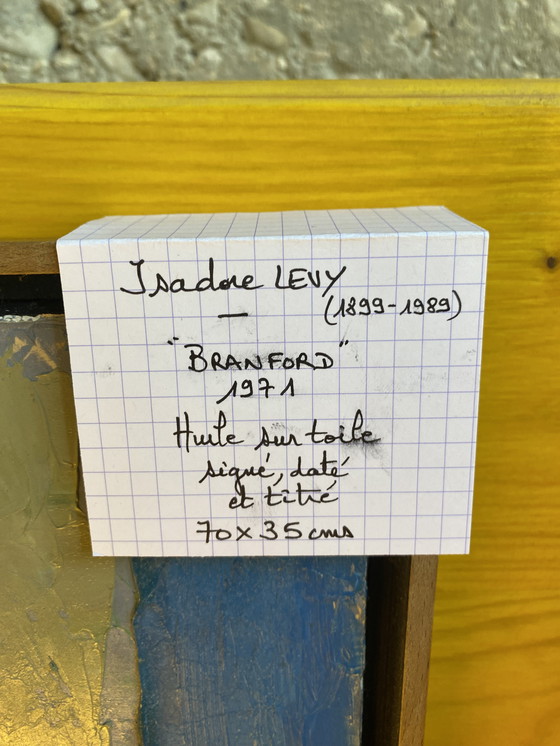 Isadore LEVY
(1899-1989)
"BRANFORD"
1971
Huile sur toile
signé, daté
et titré
70 x 35 cms